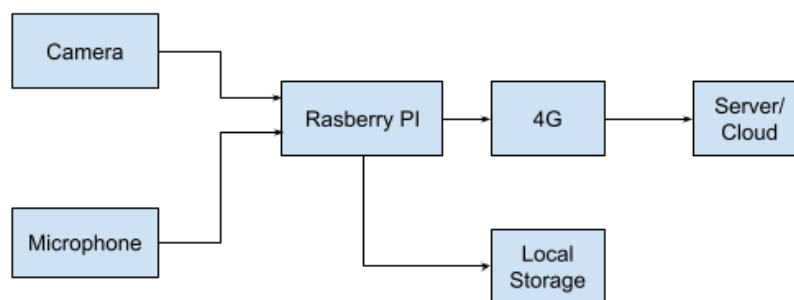 Camera
Rasberry PI
4G
Server/
Cloud
Microphone
Local
Storage